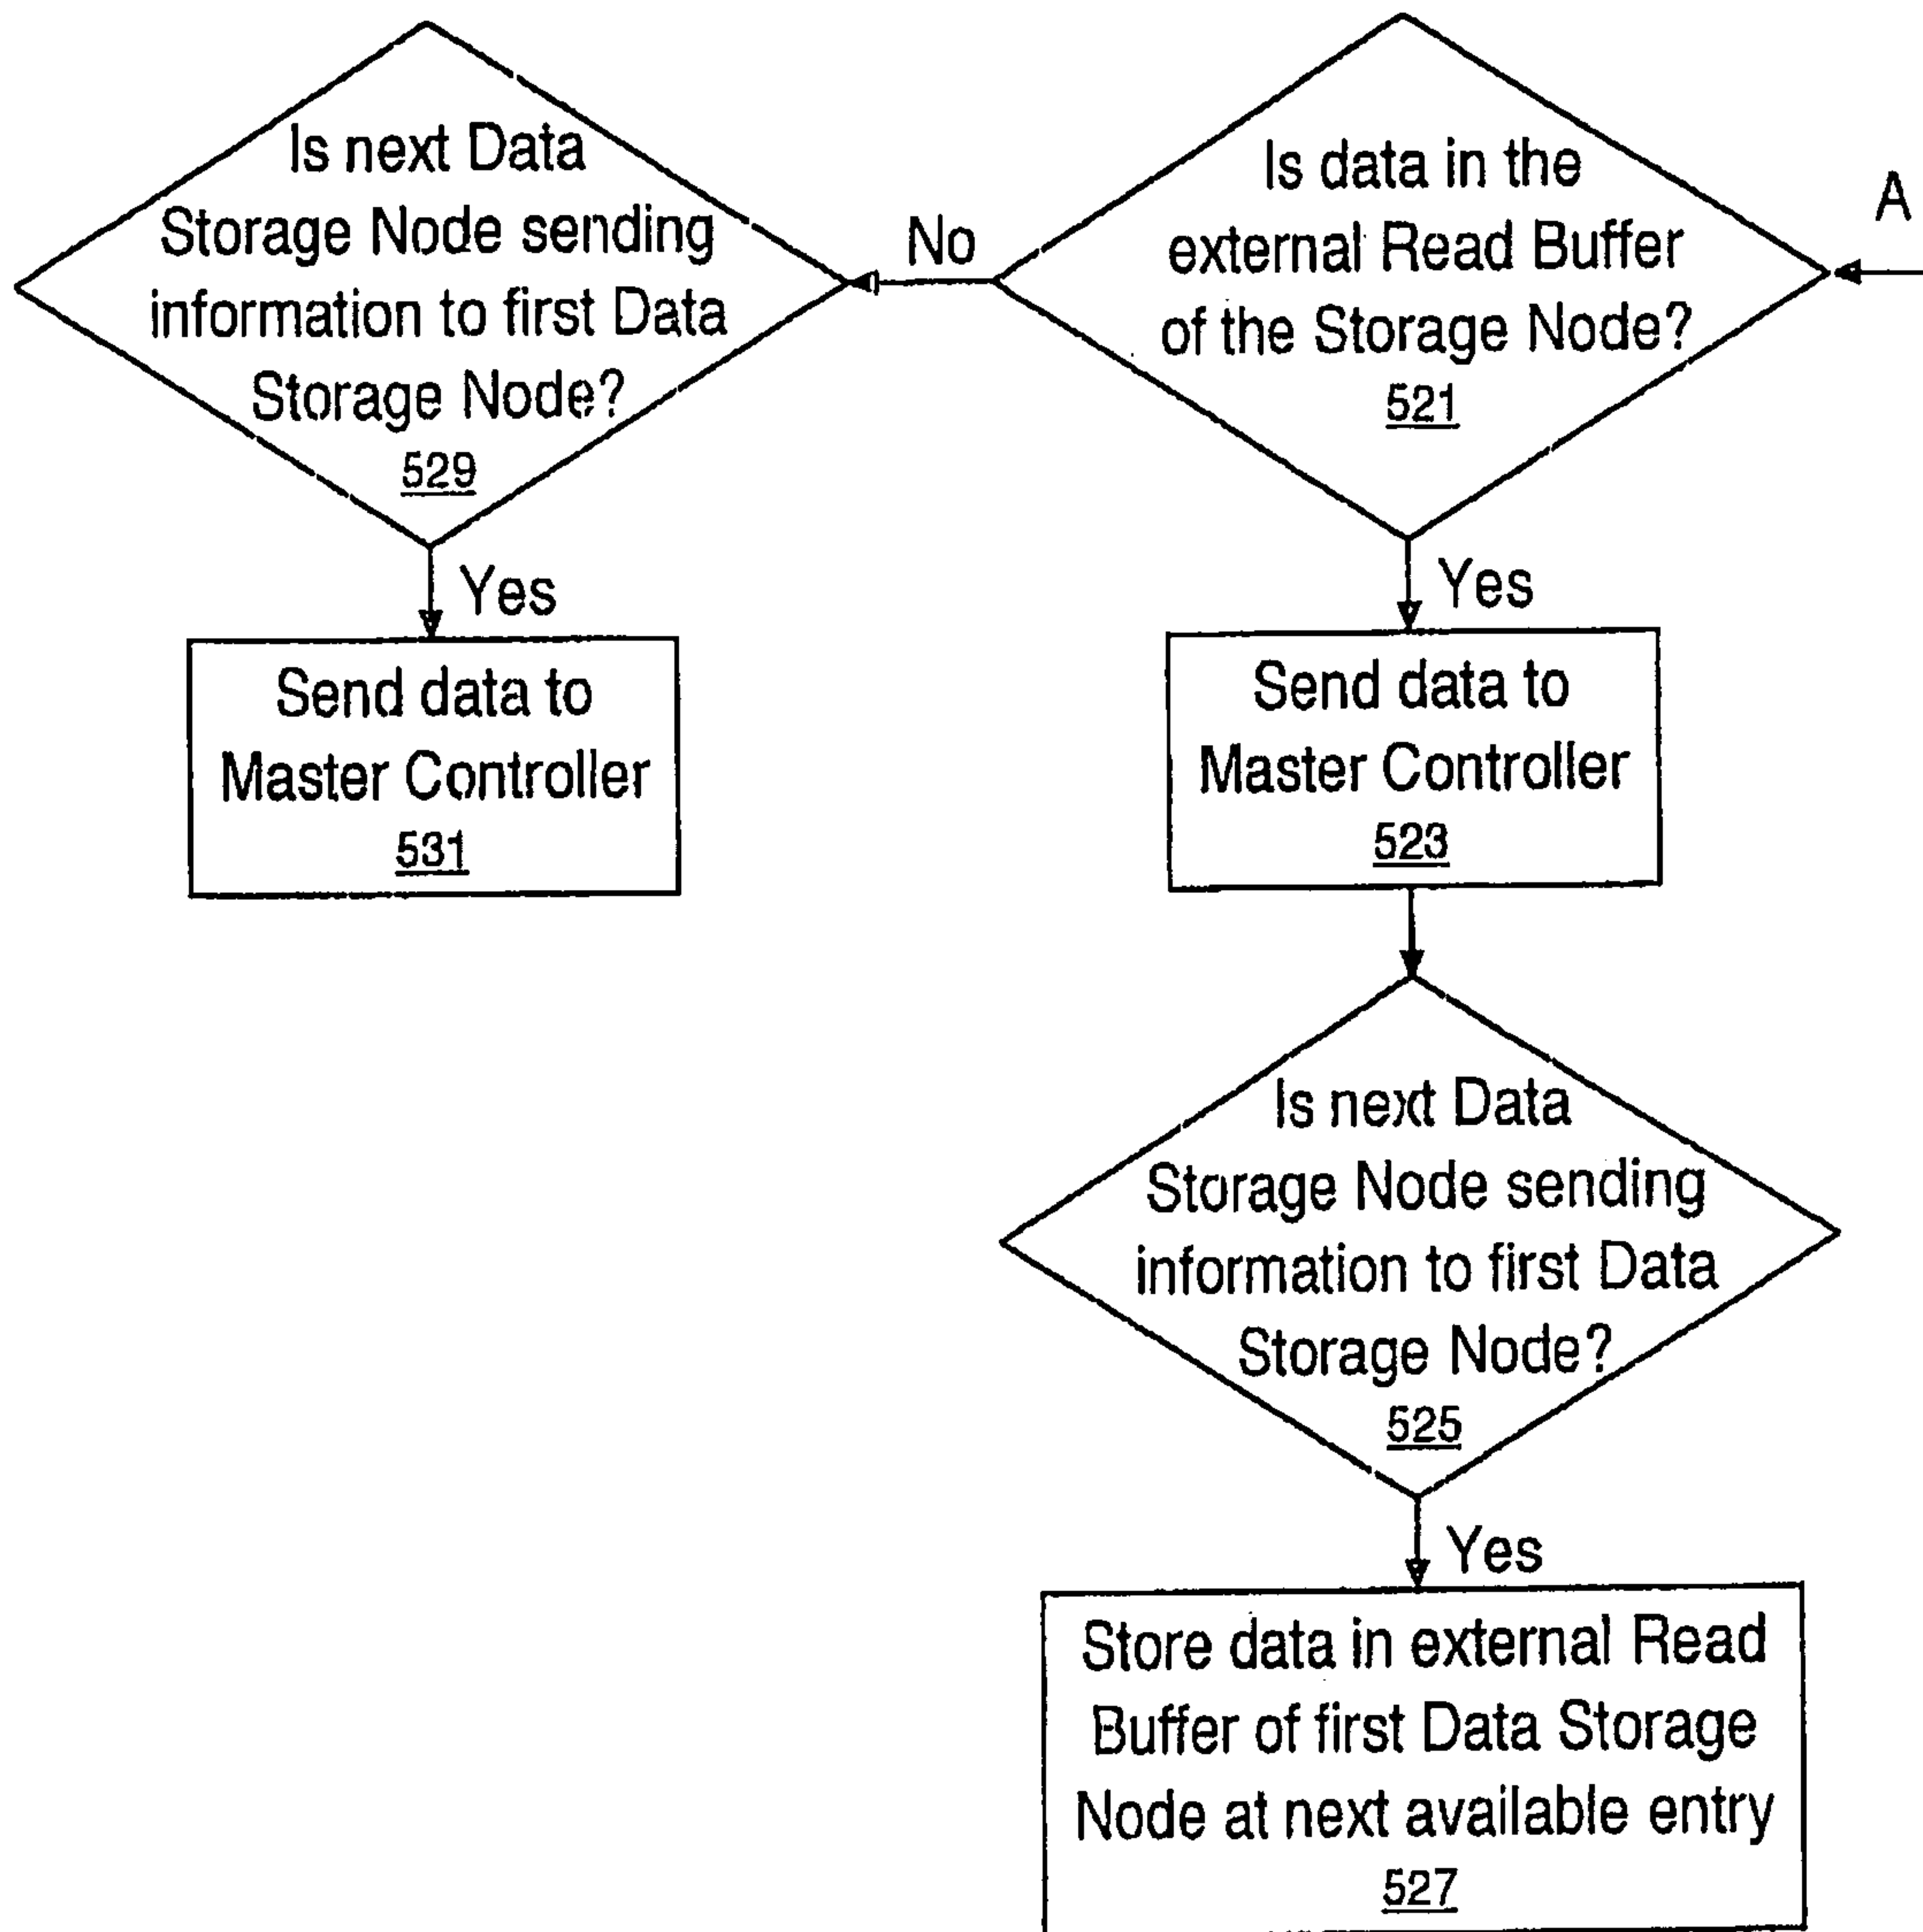 Is next Data
Storage Node sending
information to first Data
Storage Node?
529
No
Is data in the
external Read Buffer
of the Storage Node?
521
A
Yes
Send data to
Master Controller
531
Yes
Send data to
Master Controller
523
Is next Data
Storage Node sending
information to first Data
Storage Node?
525
Yes
Store data in external Read
Buffer of first Data Storage
Node at next available entry
527